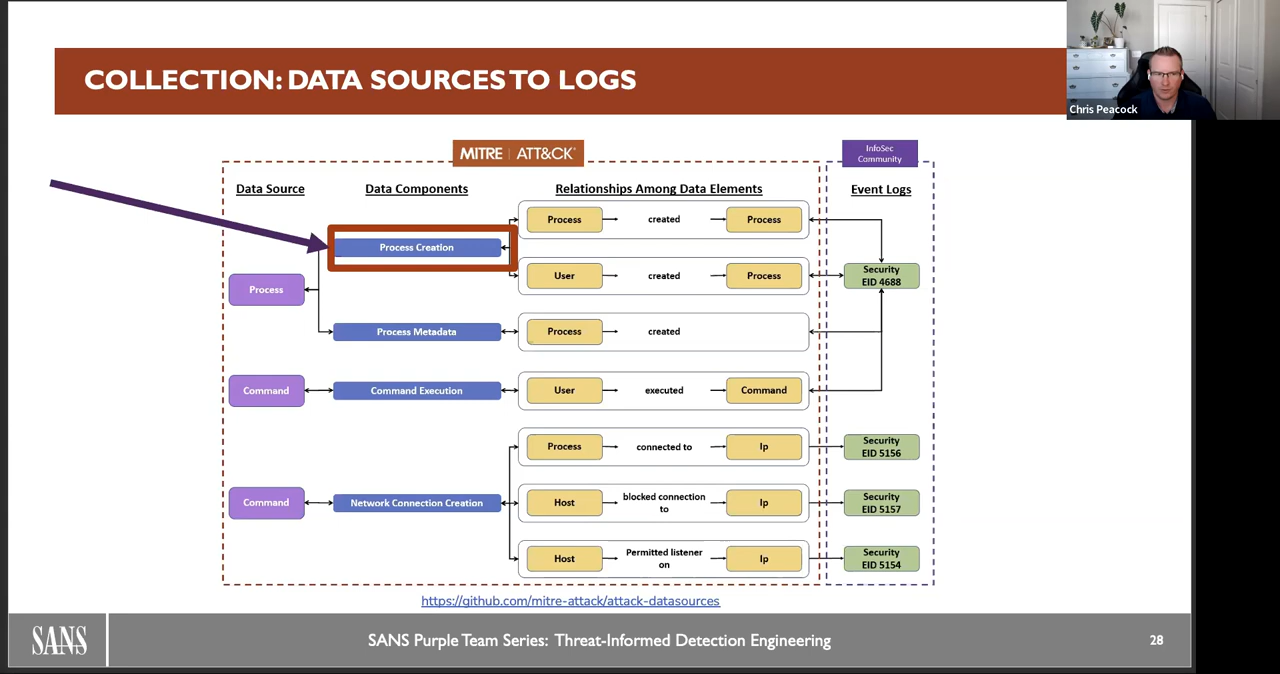 COLLECTION: DATA SOURCES TO LOGS
Chris Peacock
MITRE | ATT&CK®
InfoSec
Community
Data Source
Data Components
Relationships Among Data Elements
Event Logs
Process created Process
Process Creation
User created Process
Security
EID 4688
Process
Process Metadata
Process created
Command
Command Execution
User executed Command
Process connected to Ip
Security
EID 5156
Command
Network Connection Creation
Host blocked connection
to Ip
Security
EID 5157
Host Permitted listener
on Ip
Security
EID 5154
https://github.com/mitre-attack/attack-datasources
SANS
SANS Purple Team Series: Threat-Informed Detection Engineering
28